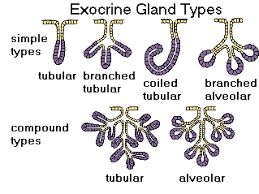 Exocrine Gland Types
simple
types
tubular
branched
tubular
coiled
tubular
branched
alveolar
compound
types
tubular
alveolar